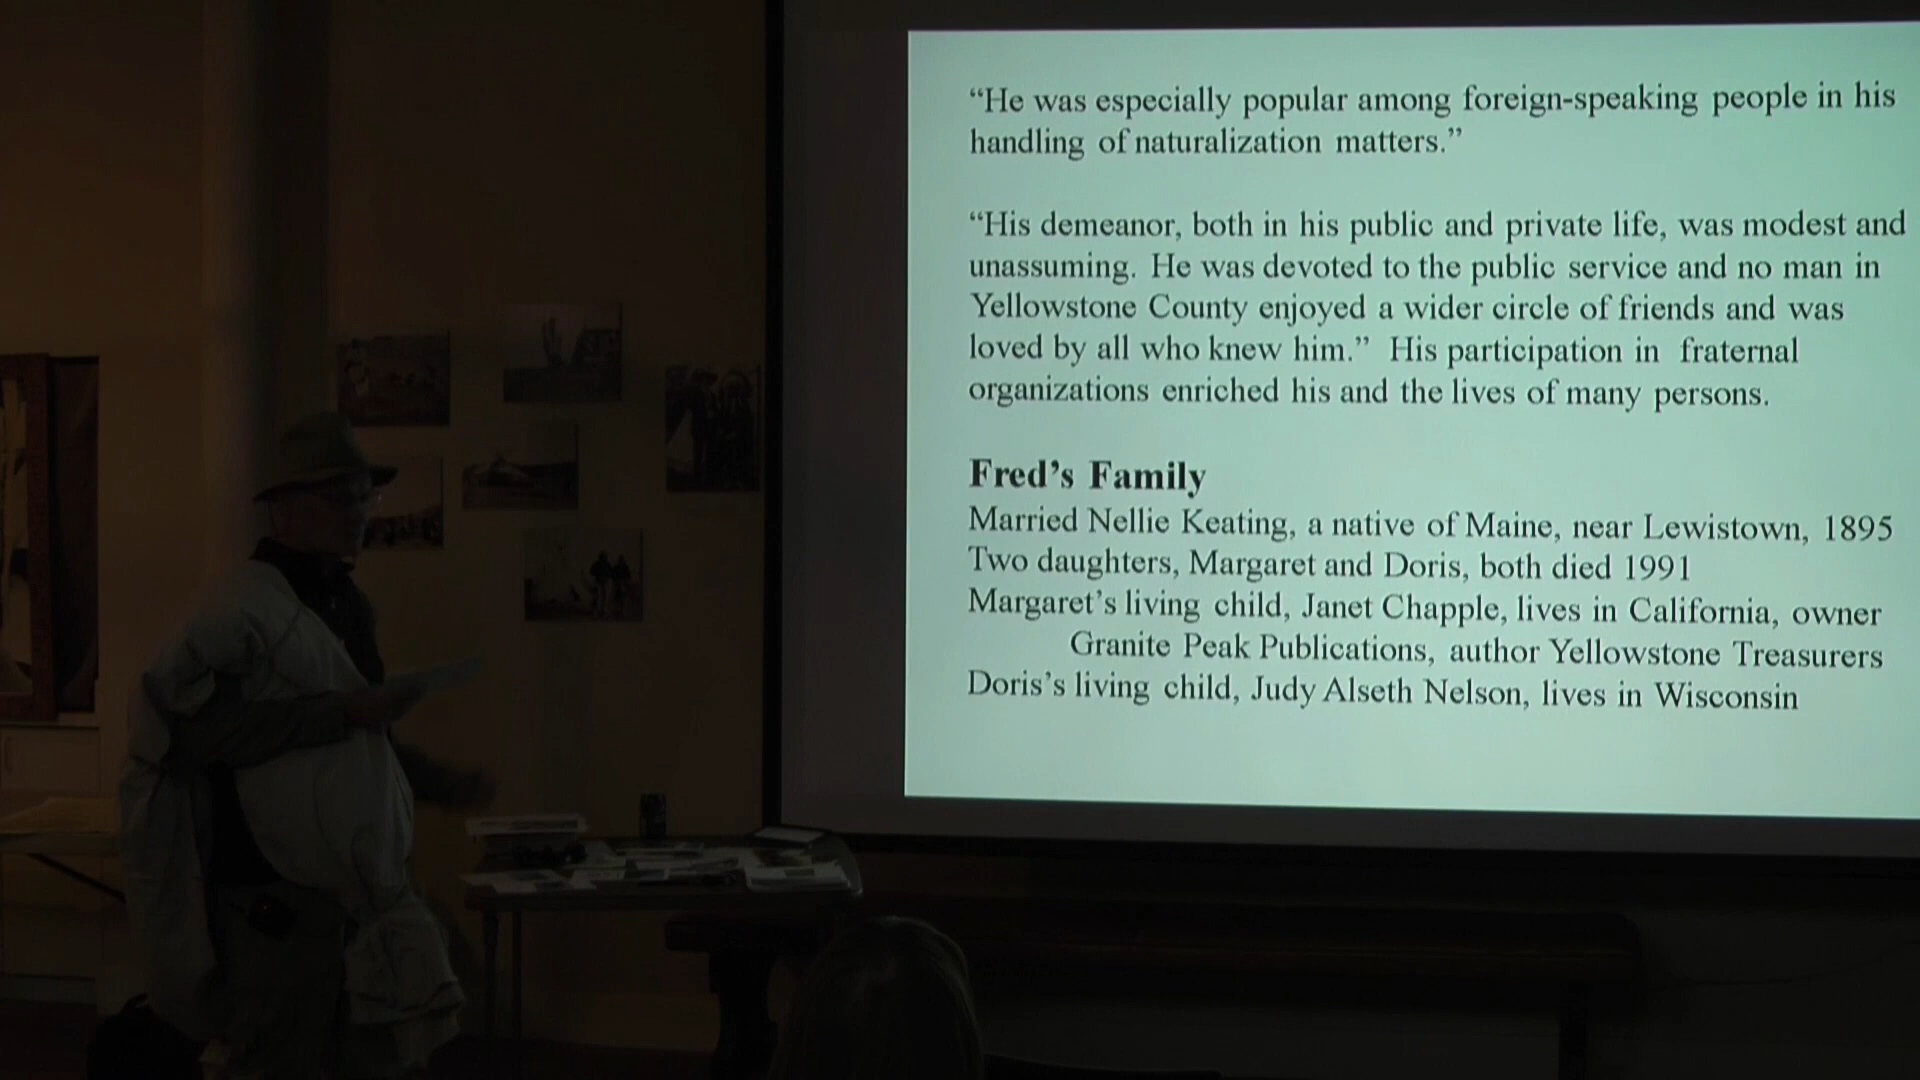 “He was especially popular among foreign-speaking people in his
handling of naturalization matters.”
“His demeanor, both in his public and private life, was modest and
unassuming. He was devoted to the public service and no man in
Yellowstone County enjoyed a wider circle of friends and was
loved by all who knew him.” His participation in fraternal
organizations enriched his and the lives of many persons.
Fred’s Family
Married Nellie Keating, a native of Maine, near Lewistown, 1895
Two daughters, Margaret and Doris, both died 1991
Margaret’s living child, Janet Chapple, lives in California, owner
Granite Peak Publications, author Yellowstone Treasurers
Doris’s living child, Judy Alseth Nelson, lives in Wisconsin